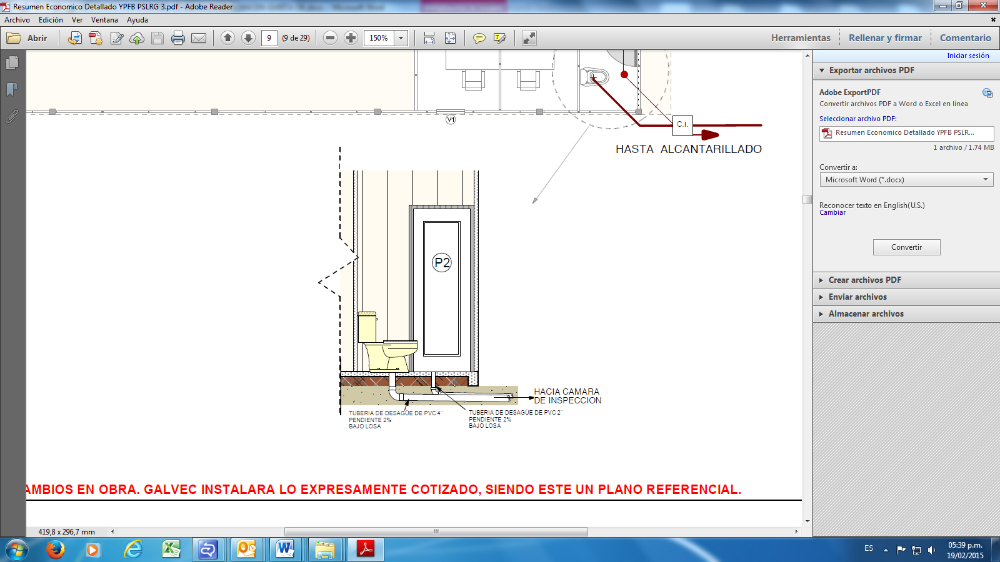 Resumen Economico Detallado YPFB PSLRG 3.pdf - Adobe Reader
Archivo Edición Ver Ventana Ayuda
Abrir
9 (9 de 29)
150%
Herramientas Rellenar y firmar Comentario
Iniciar sesión
Exportar archivos PDF
Adobe ExportPDF
Convertir archivos PDF a Word o Excel en línea
Seleccionar archivo PDF:
Resumen Economico Detallado YPFB PSLR...
1 archivo / 1.74 MB
Convertir a:
Microsoft Word (*.docx)
Reconocer texto en English(U.S.)
Cambiar
Convertir
Crear archivos PDF
Enviar archivos
Almacenar archivos
V1
C.I.
HASTA ALCANTARILLADO
P2
HACIA CAMARA
DE INSPECCION
TUBERIA DE DESAGÜE DE PVC 4¨
PENDIENTE 2%
BAJO LOSA
TUBERIA DE DESAGÜE DE PVC 2¨
PENDIENTE 2%
BAJO LOSA
AMBIOS EN OBRA. GALVEC INSTALARA LO EXPRESAMENTE COTIZADO, SIENDO ESTE UN PLANO REFERENCIAL.
419,8 x 296,7 mm
ES
05:39 p.m.
19/02/2015